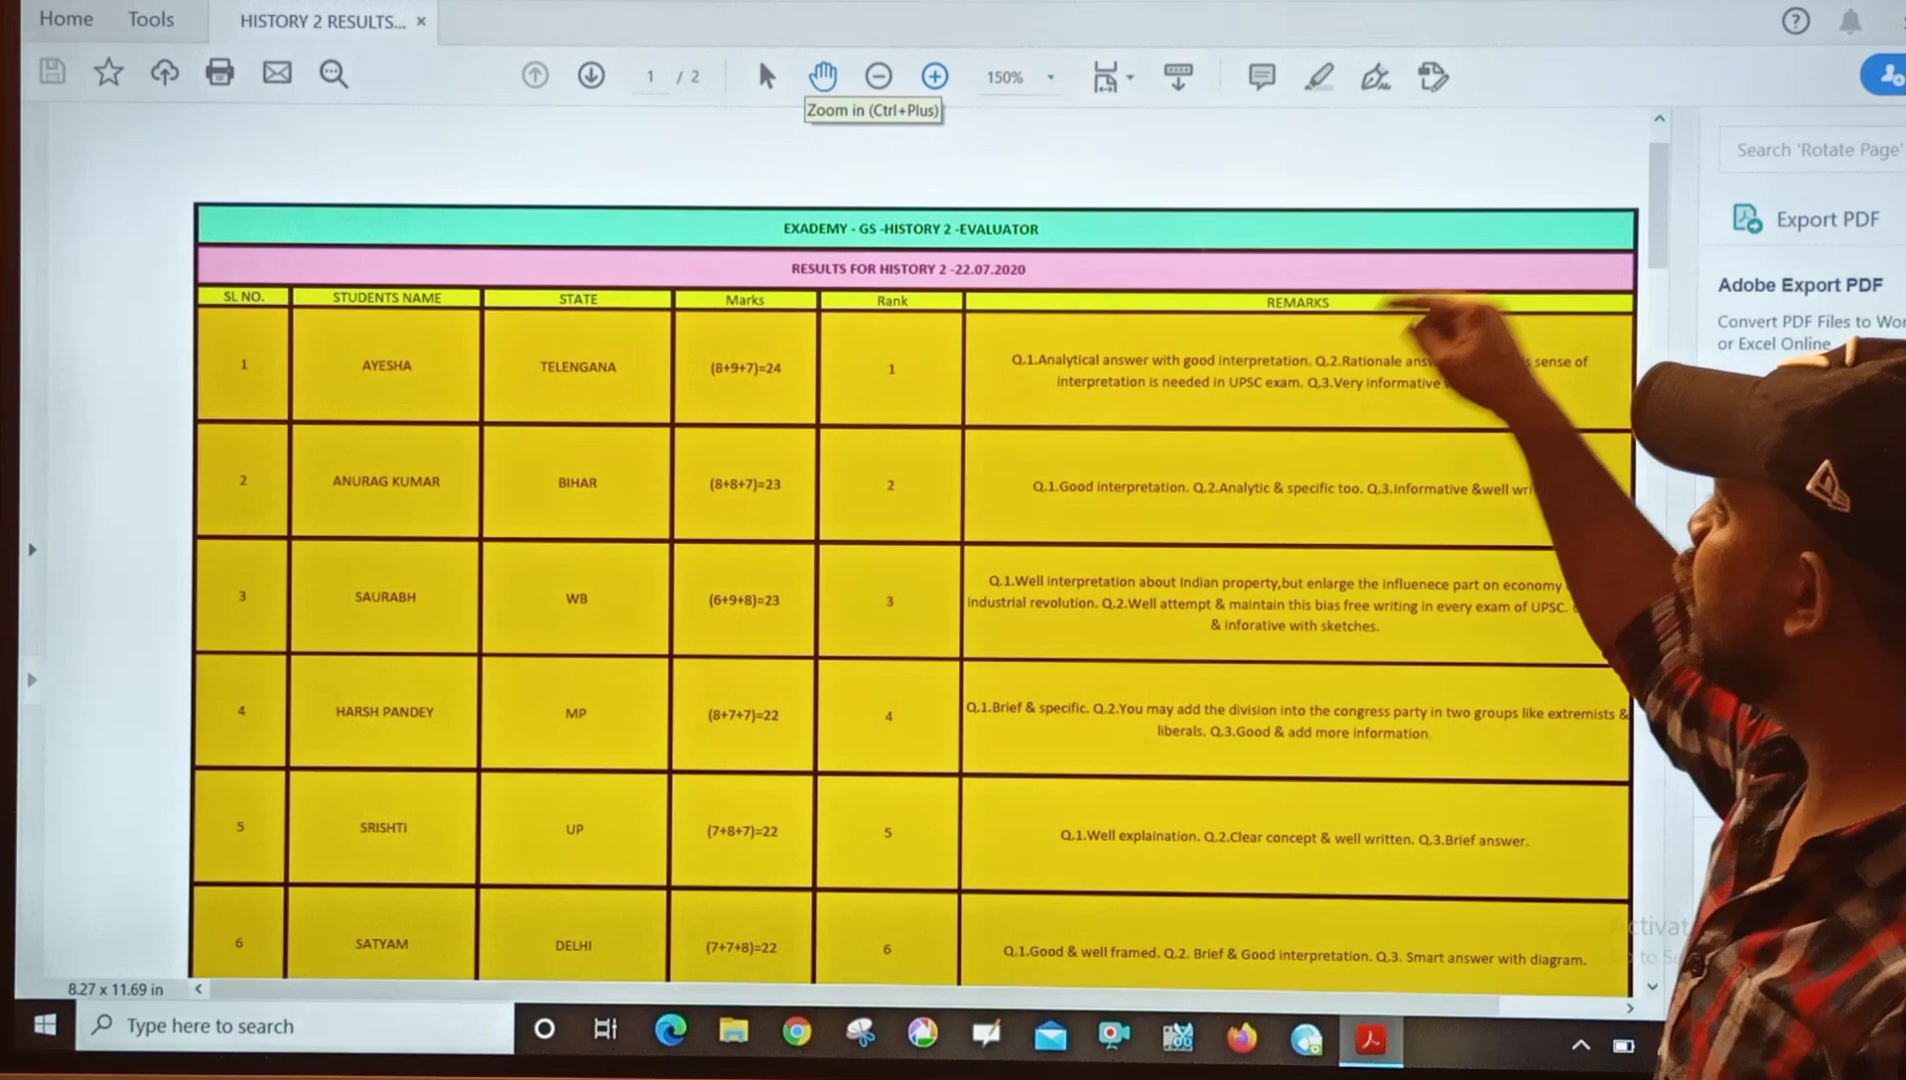 Home Tools HISTORY 2 RESULTS... ×
1 / 2 150%
Zoom in (Ctrl+Plus)
Search 'Rotate Page'
Export PDF
Adobe Export PDF
Convert PDF Files to
or Excel Online
EXADEMY - GS -HISTORY 2 -EVALUATOR
RESULTS FOR HISTORY 2 -22.07.2020
SL NO. STUDENTS NAME STATE Marks Rank REMARKS
1 AYESHA TELENGANA (8+9+7)=24 1 Q.1.Analytical answer with good interpretation. Q.2.Rationale sense of
interpretation is needed in UPSC exam. Q.3.Very informative
2 ANURAG KUMAR BIHAR (8+8+7)=23 2 Q.1.Good interpretation. Q.2.Analytic & specific too. Q.3.Informative &well
3 SAURABH WB (6+9+8)=23 3 Q.1.Well interpretation about Indian property,but enlarge the influenece part on economy
industrial revolution. Q.2.Well attempt & maintain this bias free writing in every exam of UPSC.
& inforative with sketches.
4 HARSH PANDEY MP (8+7+7)=22 4 Q.1.Brief & specific. Q.2.You may add the division into the congress party in two groups like extremists &
liberals. Q.3.Good & add more information.
5 SRISHTI UP (7+8+7)=22 5 Q.1.Well explaination. Q.2.Clear concept & well written. Q.3.Brief answer.
6 SATYAM DELHI (7+7+8)=22 6 Q.1.Good & well framed. Q.2. Brief & Good interpretation. Q.3. Smart answer with diagram.
8.27 x 11.69 in
Type here to search